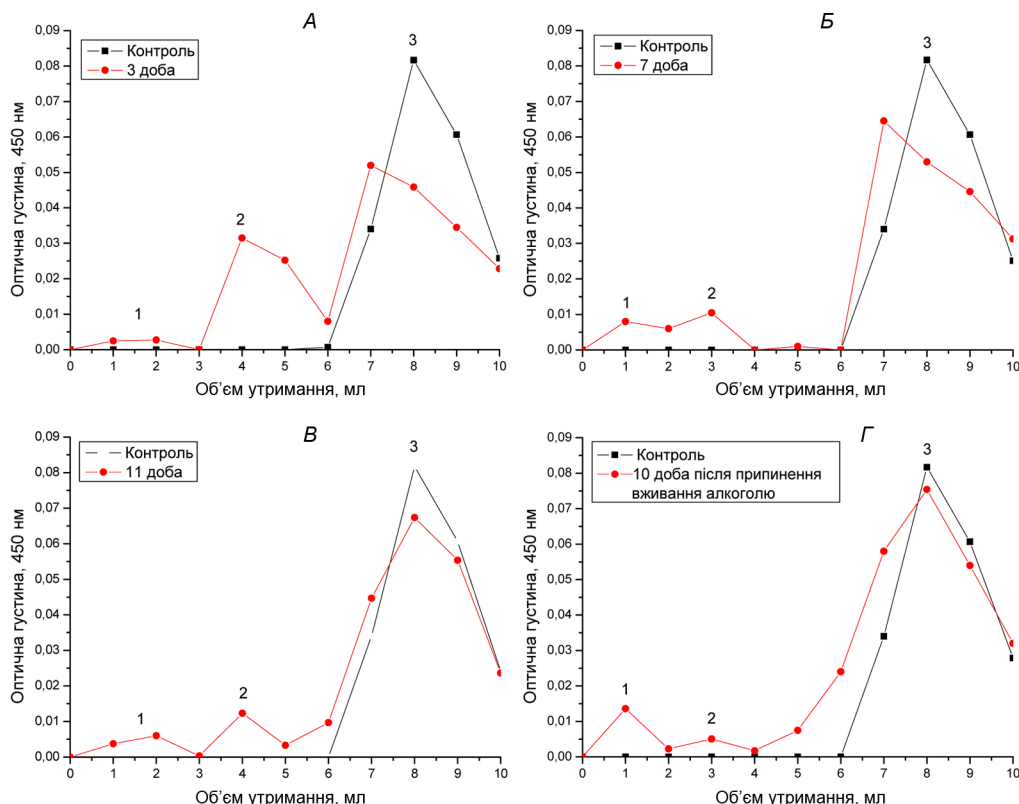 А
Контроль
3 доба
1
2
3
0,09
0,08
0,07
0,06
0,05
0,04
0,03
0,02
0,01
0,00
0 1 2 3 4 5 6 7 8 9 10
Оптична густина, 450 нм
Об’єм утримання, мл
Б
Контроль
7 доба
1
2
3
0,09
0,08
0,07
0,06
0,05
0,04
0,03
0,02
0,01
0,00
0 1 2 3 4 5 6 7 8 9 10
Оптична густина, 450 нм
Об’єм утримання, мл
В
Контроль
11 доба
1
2
3
0,09
0,08
0,07
0,06
0,05
0,04
0,03
0,02
0,01
0,00
0 1 2 3 4 5 6 7 8 9 10
Оптична густина, 450 нм
Об’єм утримання, мл
Г
Контроль
10 доба після припинення
вживання алкоголю
1
2
3
0,09
0,08
0,07
0,06
0,05
0,04
0,03
0,02
0,01
0,00
0 1 2 3 4 5 6 7 8 9 10
Оптична густина, 450 нм
Об’єм утримання, мл